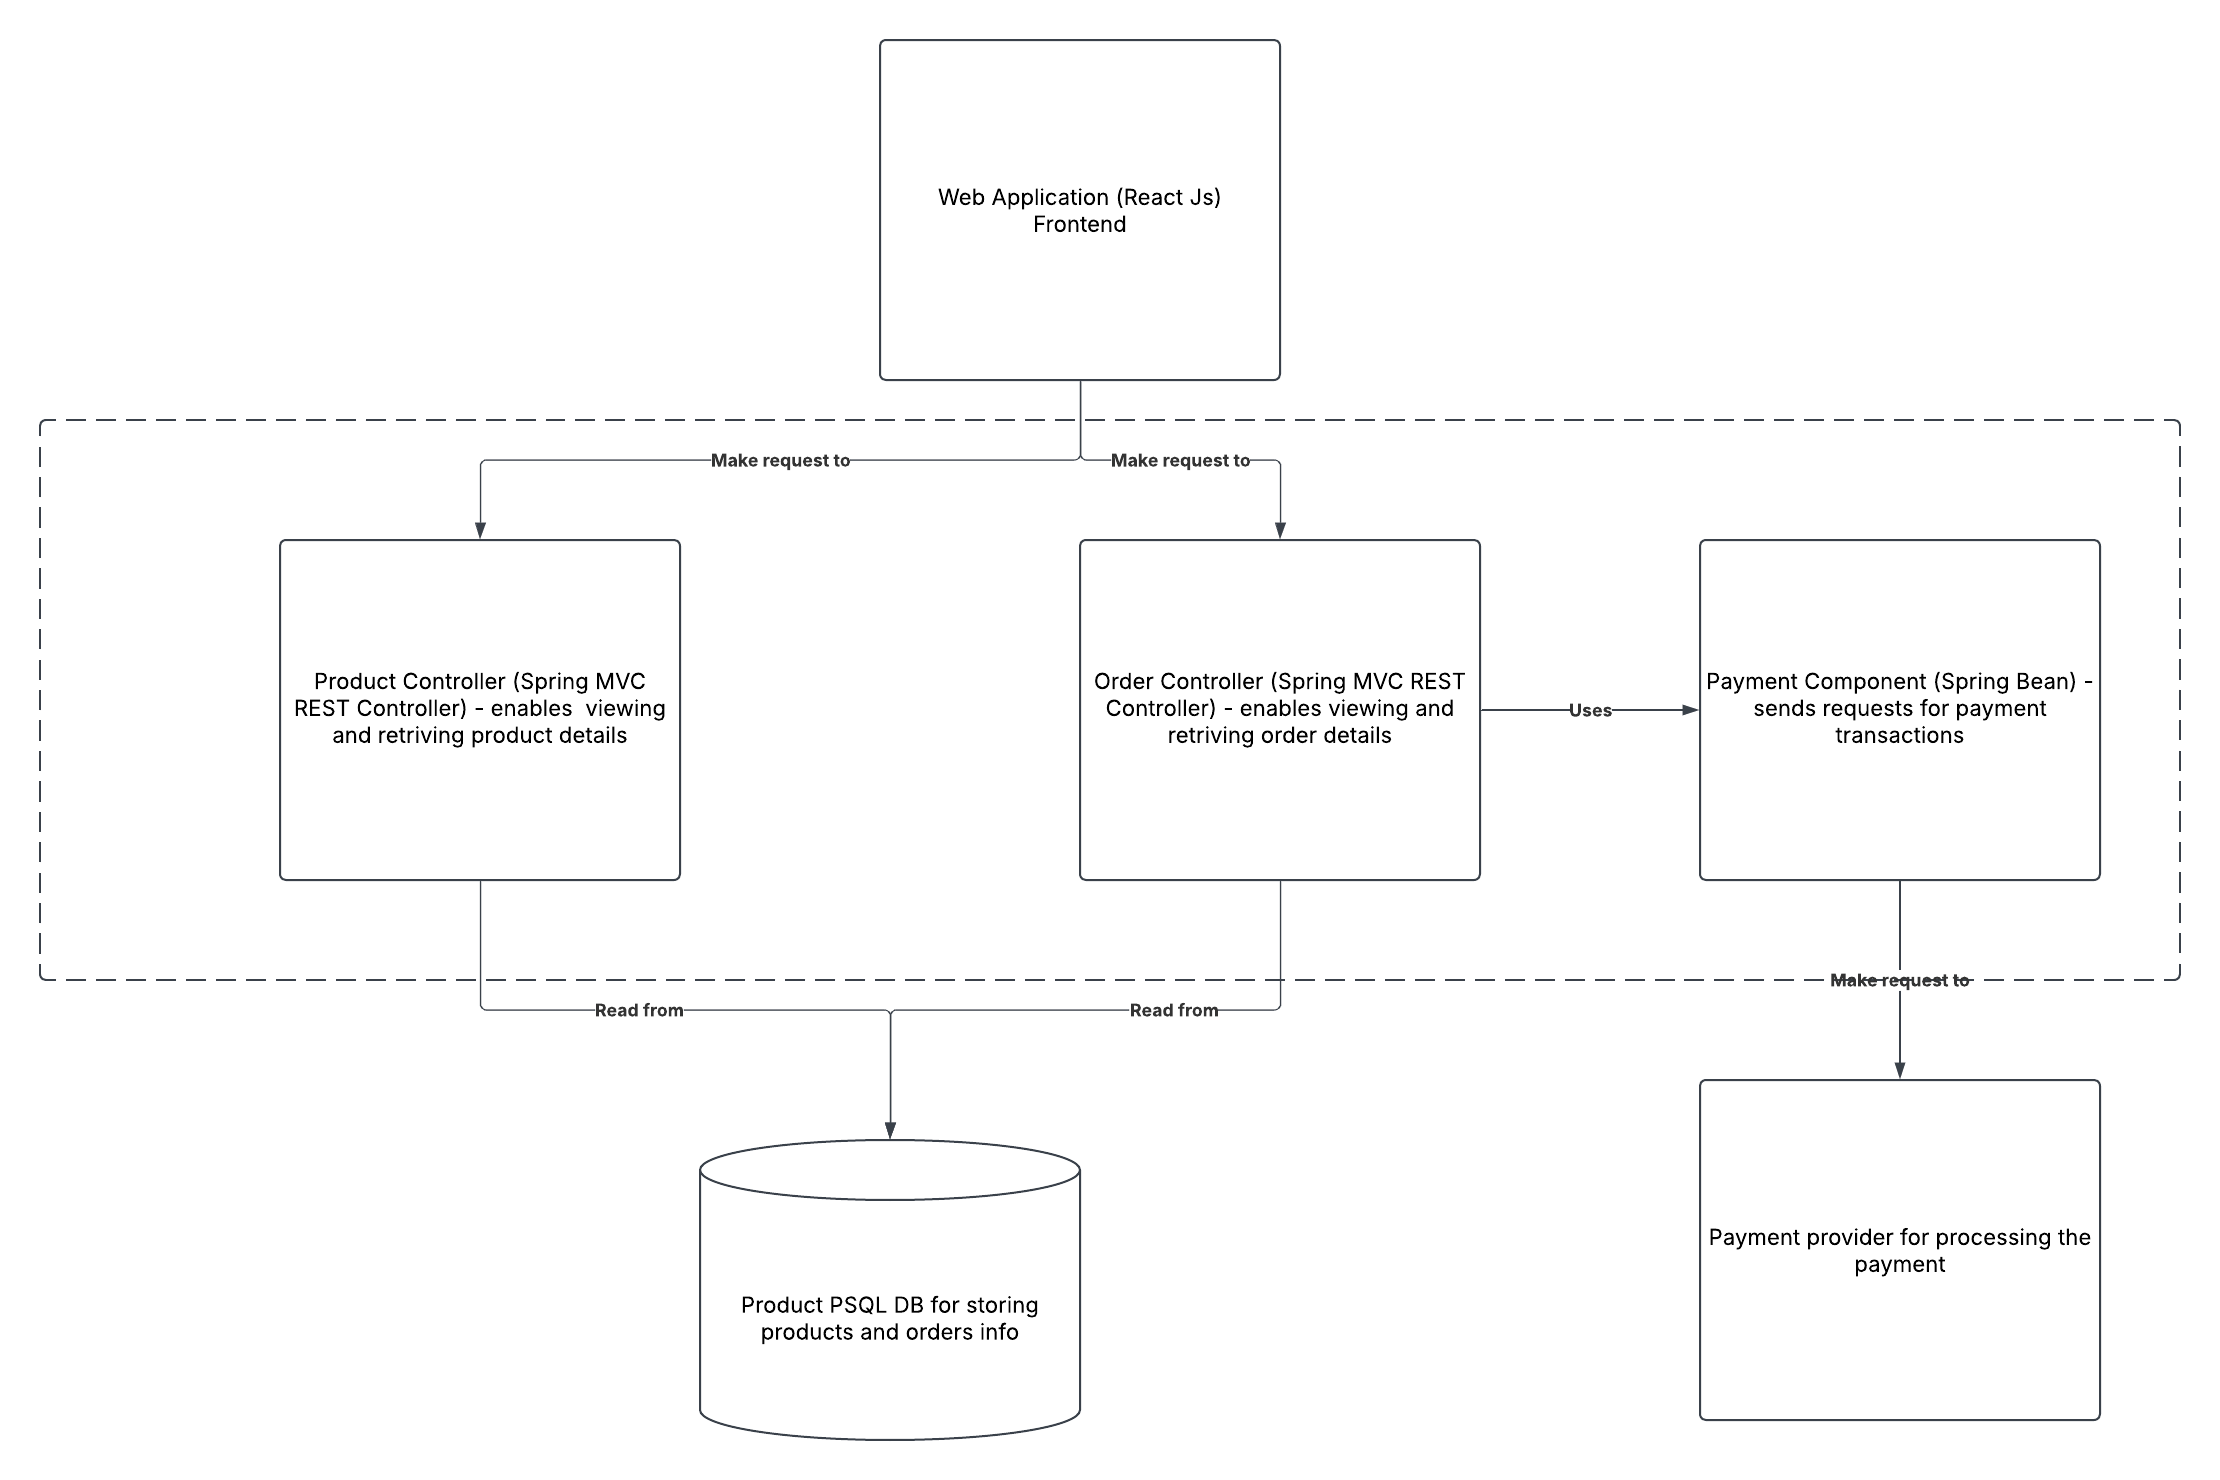 Web Application (React Js)
Frontend
Make request to
Make request to
Product Controller (Spring MVC
REST Controller) - enables  viewing
and retriving product details
Order Controller (Spring MVC REST
Controller) - enables viewing and
retriving order details
Uses
Payment Component (Spring Bean) -
sends requests for payment
transactions
Make request to
Read from
Read from
Product PSQL DB for storing
products and orders info
Payment provider for processing the
payment